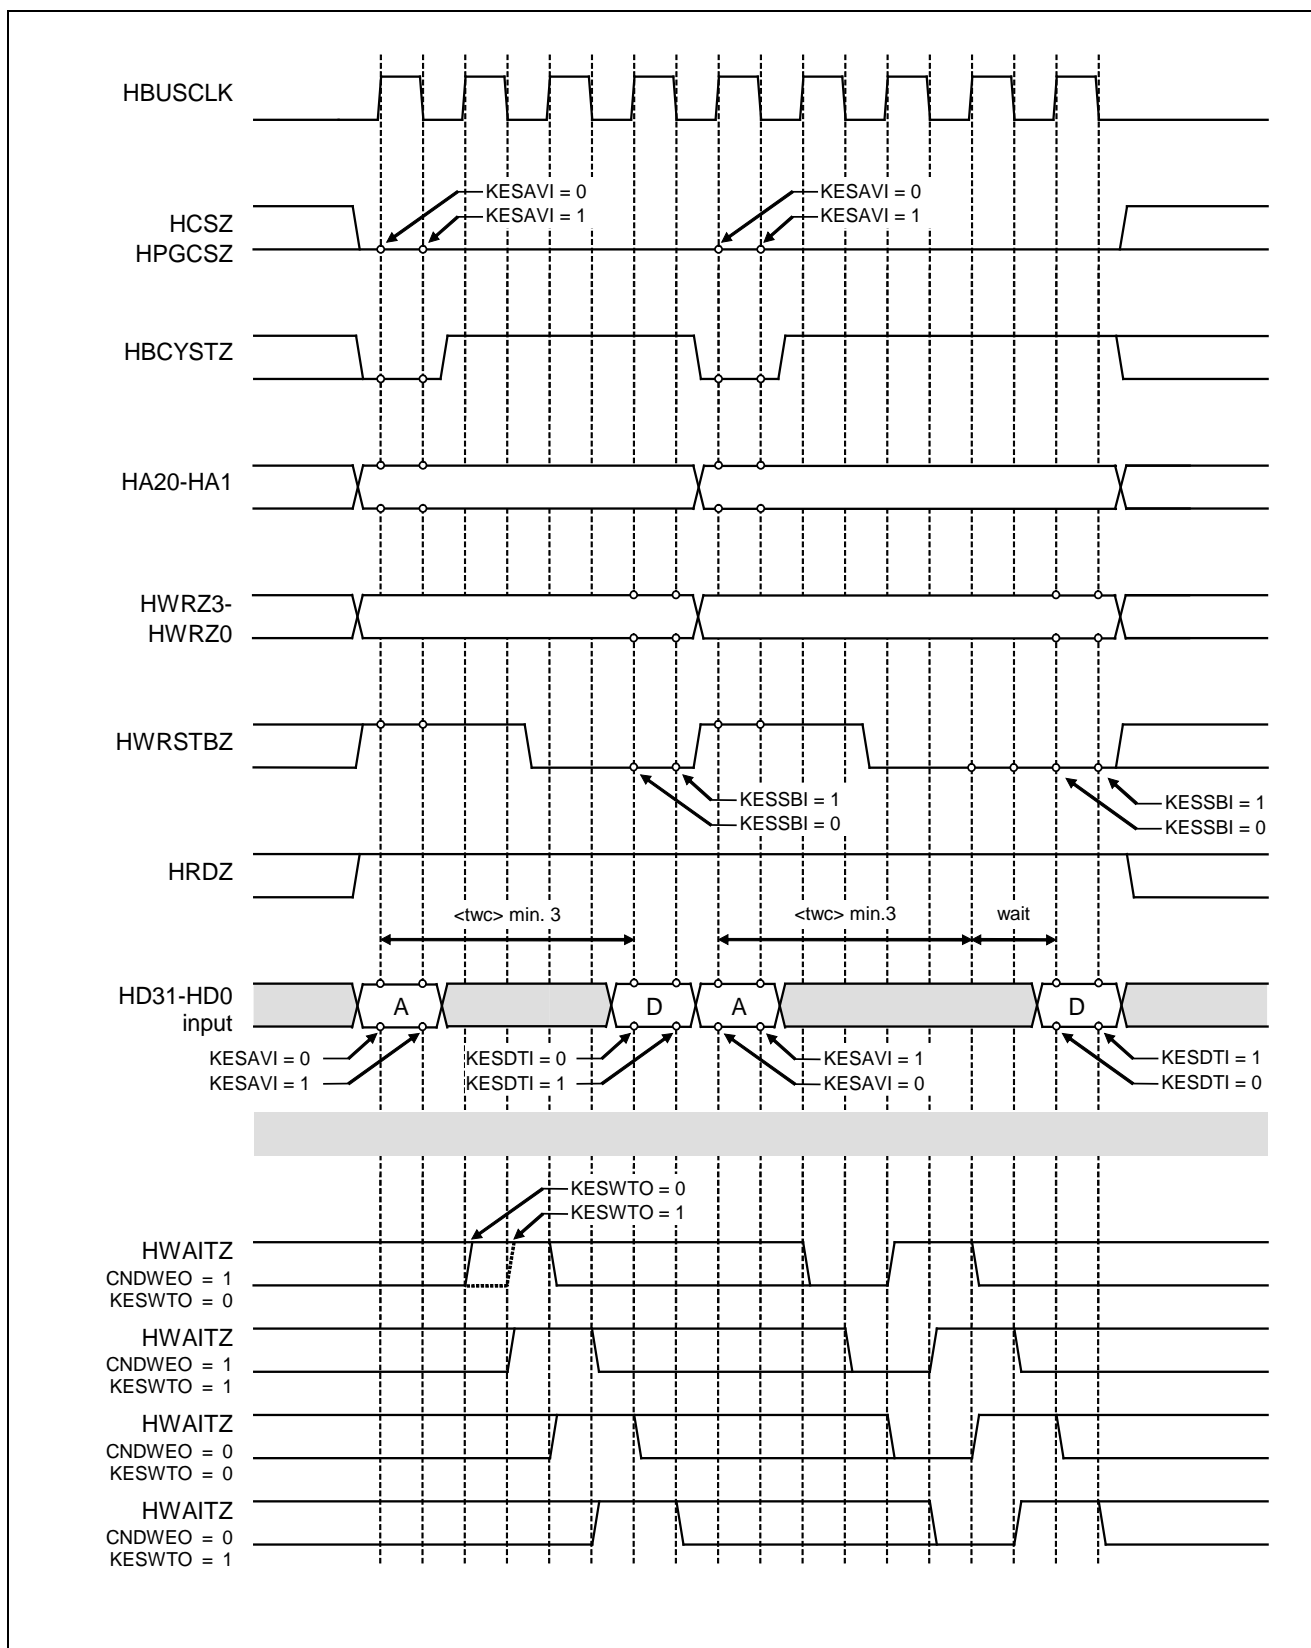 HBUSCLK
KESAVI = 0
KESAVI = 1
KESAVI = 0
KESAVI = 1
HCSZ
HPGCSZ
HBCYSTZ
HA20-HA1
HWRZ3-
HWRZ0
HWRSTBZ
KESSBI = 1
KESSBI = 0
KESSBI = 1
KESSBI = 0
HRDZ
<twc> min. 3
<twc> min.3
wait
HD31-HD0
input
A
D
A
D
KESAVI = 0
KESAVI = 1
KESDTI = 0
KESDTI = 1
KESAVI = 1
KESAVI = 0
KESDTI = 1
KESDTI = 0
KESWTO = 0
KESWTO = 1
HWAITZ
CNDWEO = 1
KESWTO = 0
HWAITZ
CNDWEO = 1
KESWTO = 1
HWAITZ
CNDWEO = 0
KESWTO = 0
HWAITZ
CNDWEO = 0
KESWTO = 1